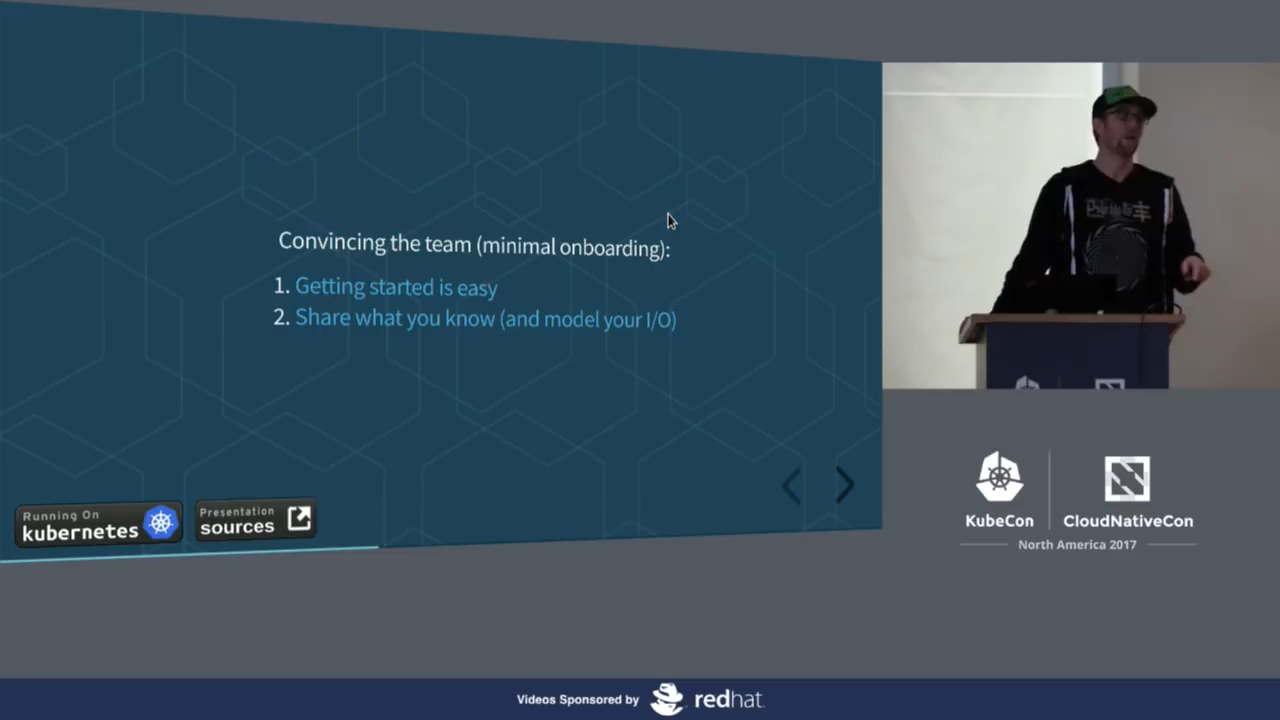 Convincing the team (minimal onboarding):
1. Getting started is easy
2. Share what you know (and model your I/O)
Running On
kubernetes
Presentation
sources
KubeCon
CloudNativeCon
North America 2017
Videos Sponsored by
redhat.